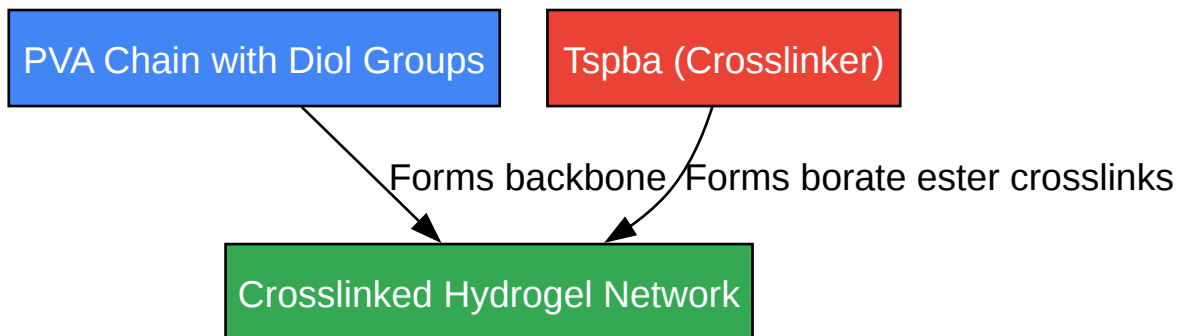 PVA Chain with Diol Groups
Tspba (Crosslinker)
Forms backbone
Forms borate ester crosslinks
Crosslinked Hydrogel Network